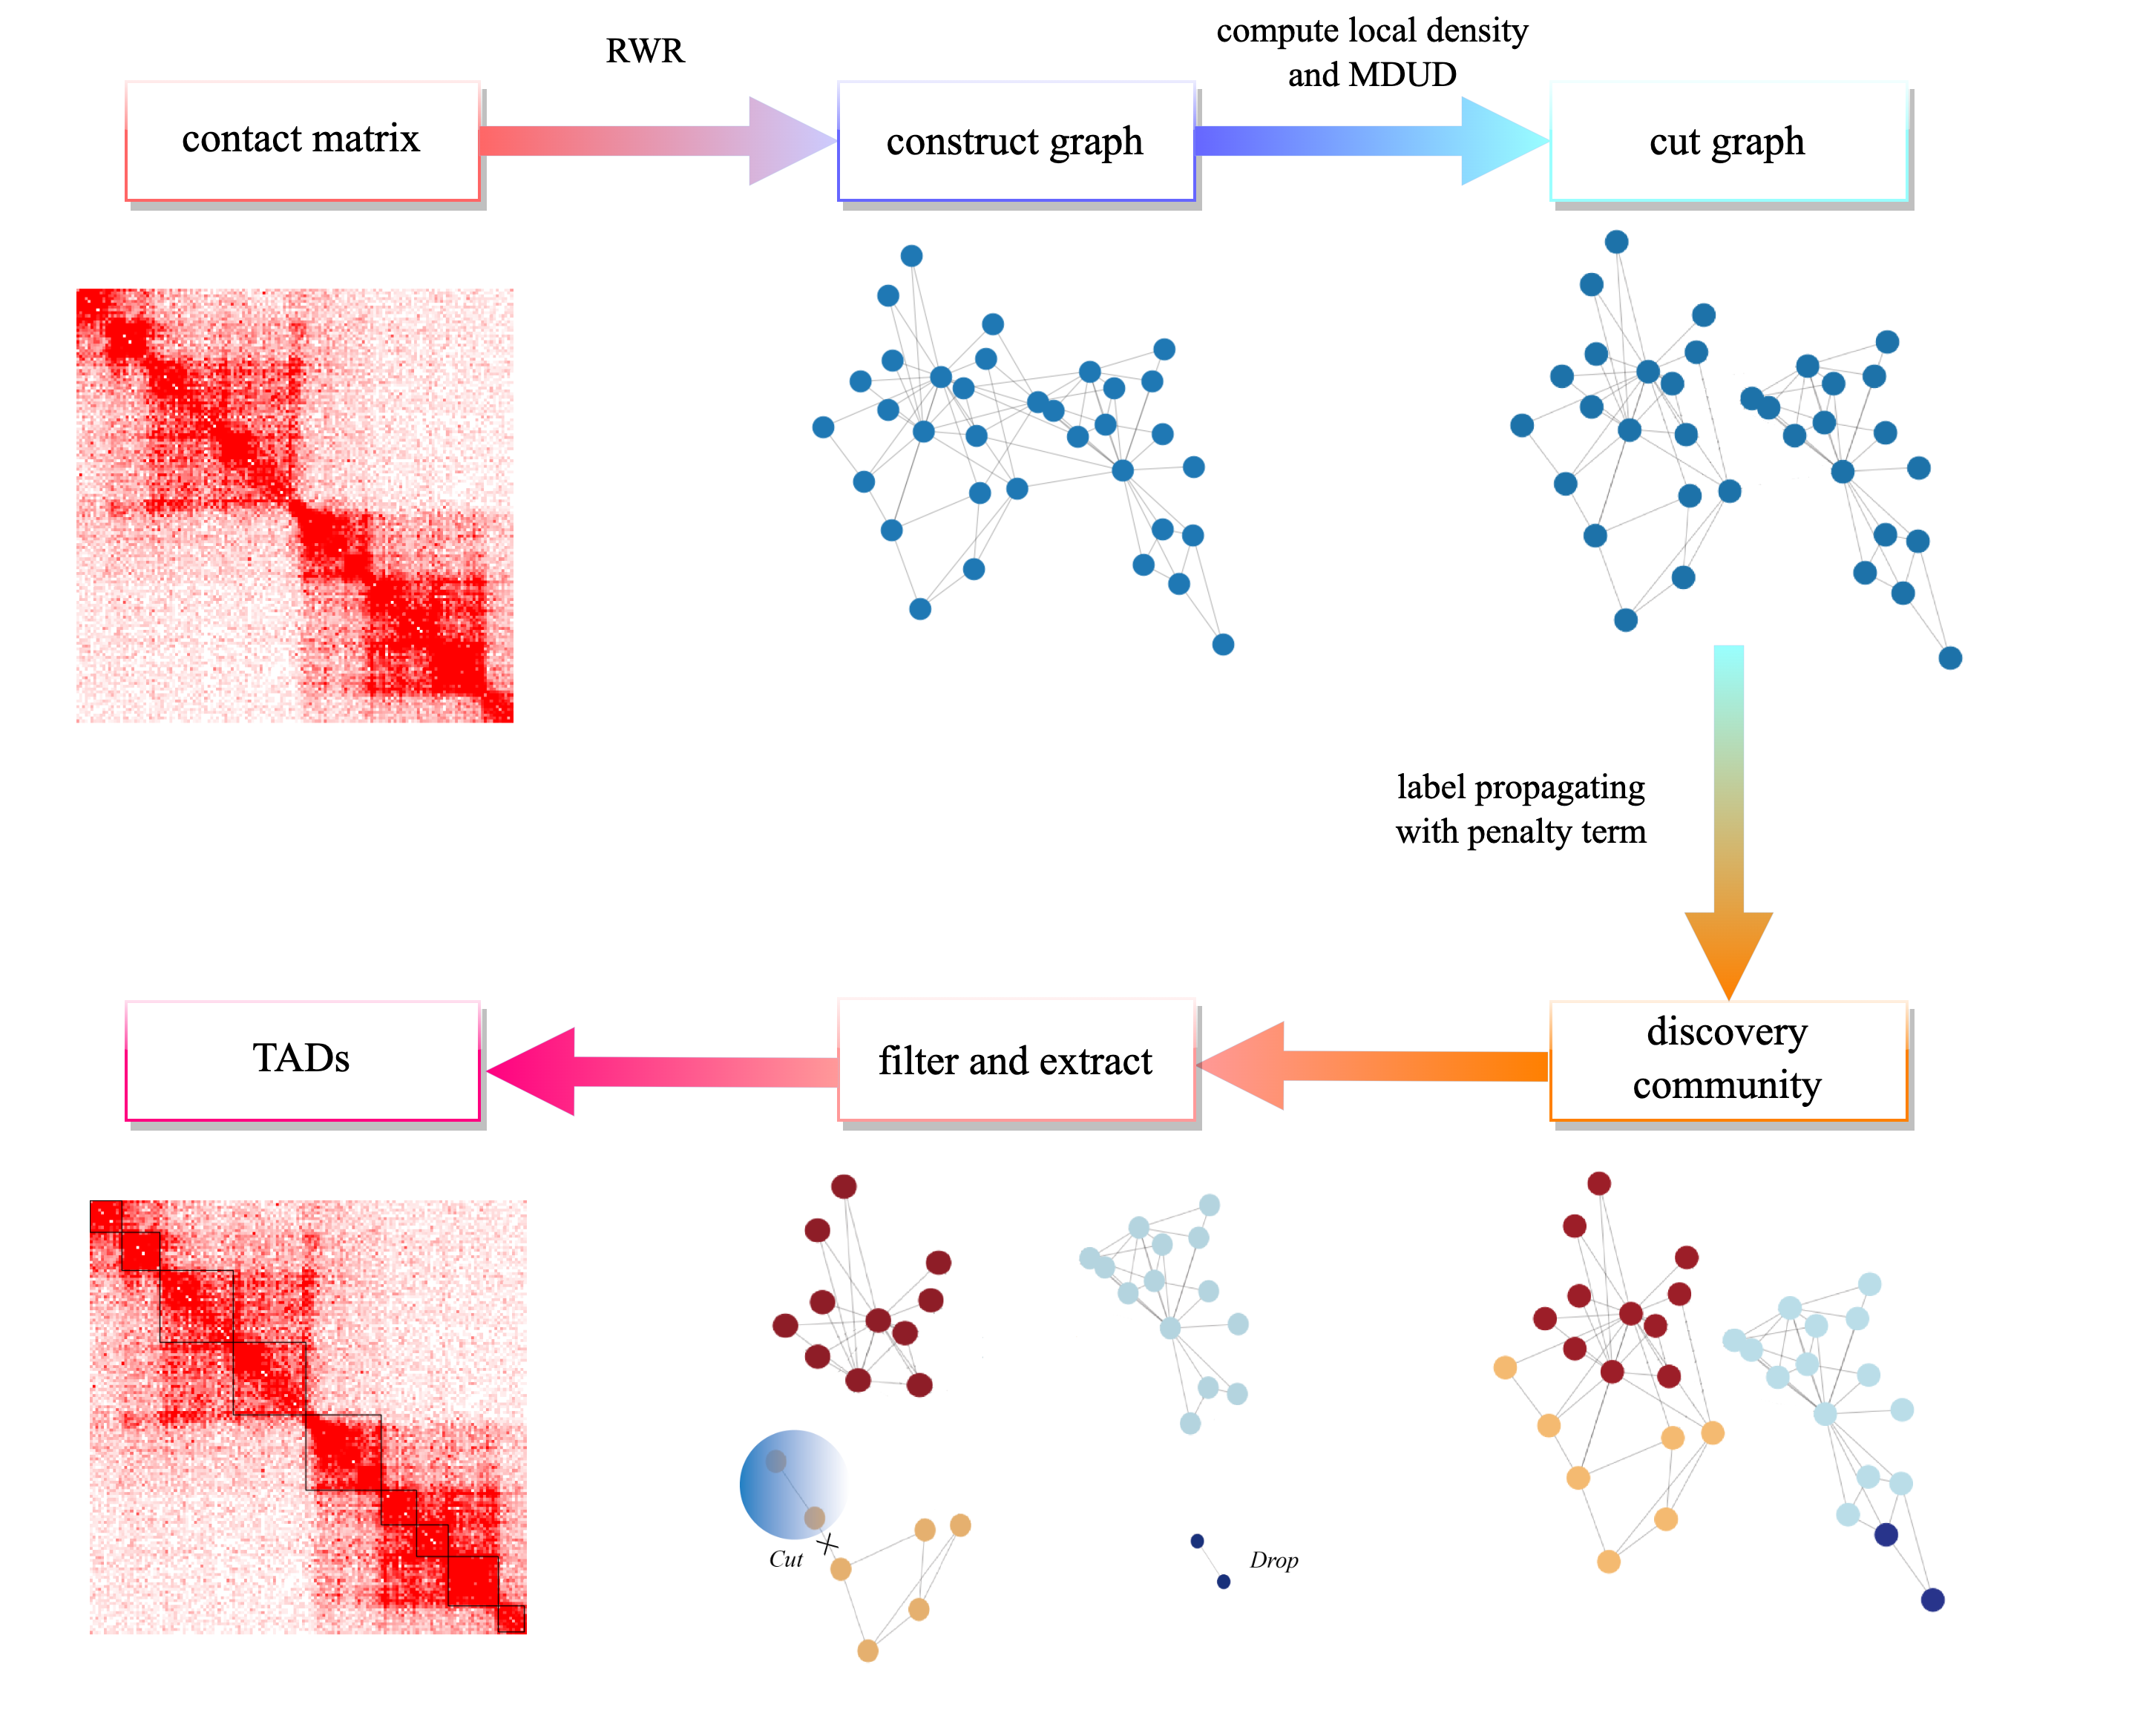 RWR
compute local density
and MDUD
contact matrix
construct graph
cut graph
label propagating
with penalty term
TADs
filter and extract
discovery
community
Cut
Drop